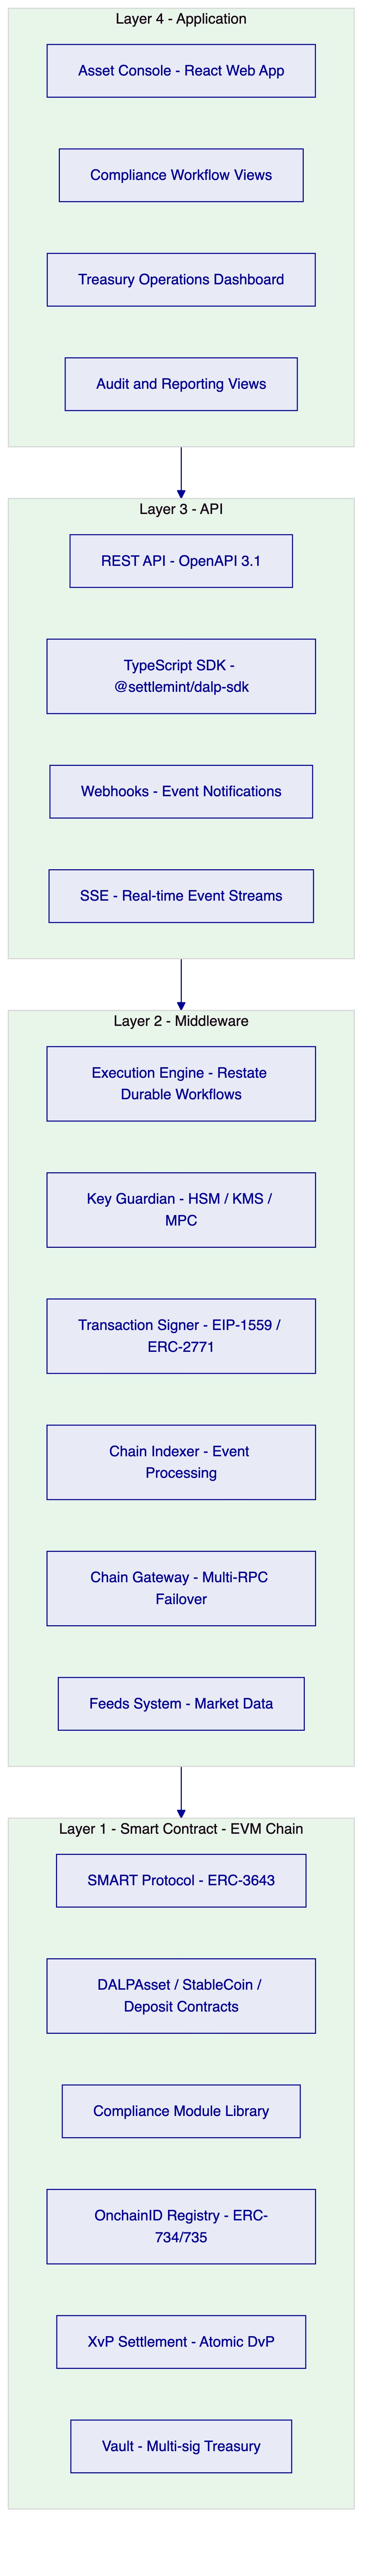 Layer 4 - Application
Asset Console - React Web App
Compliance Workflow Views
Treasury Operations Dashboard
Audit and Reporting Views
Layer 3 - API
REST API - OpenAPI 3.1
TypeScript SDK -
@settlemint/dalp-sdk
Webhooks - Event Notifications
SSE - Real-time Event Streams
Layer 2 - Middleware
Execution Engine - Restate
Durable Workflows
Key Guardian - HSM / KMS /
MPC
Transaction Signer - EIP-1559 /
ERC-2771
Chain Indexer - Event
Processing
Chain Gateway - Multi-RPC
Failover
Feeds System - Market Data
Layer 1 - Smart Contract - EVM Chain
SMART Protocol - ERC-3643
DALPAsset / StableCoin /
Deposit Contracts
Compliance Module Library
OnchainID Registry - ERC-
734/735
XvP Settlement - Atomic DvP
Vault - Multi-sig Treasury